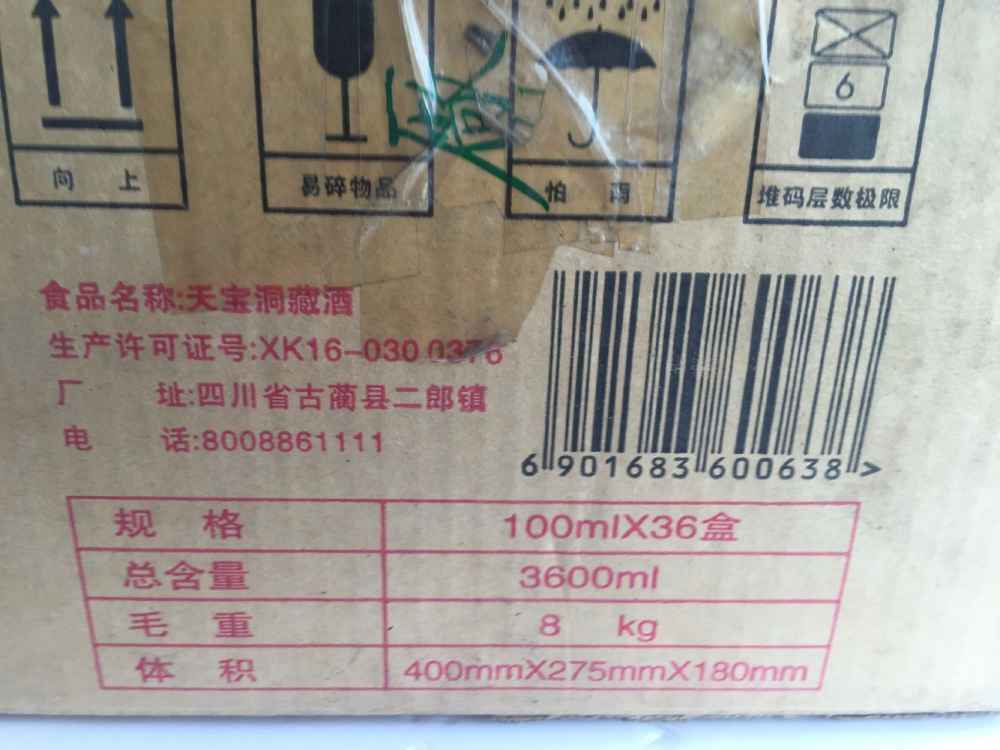 6
向 上
易碎物品
怕 雨
堆码层数极限
食品名称:天宝洞藏酒
生产许可证号:XK16-030 0376
厂 址:四川省古蔺县二郎镇
电 话:8008861111
6 901683 600638 >
规 格 100mlX36盒
总含量 3600ml
毛 重 8 kg
体 积 400mmX275mmX180mm